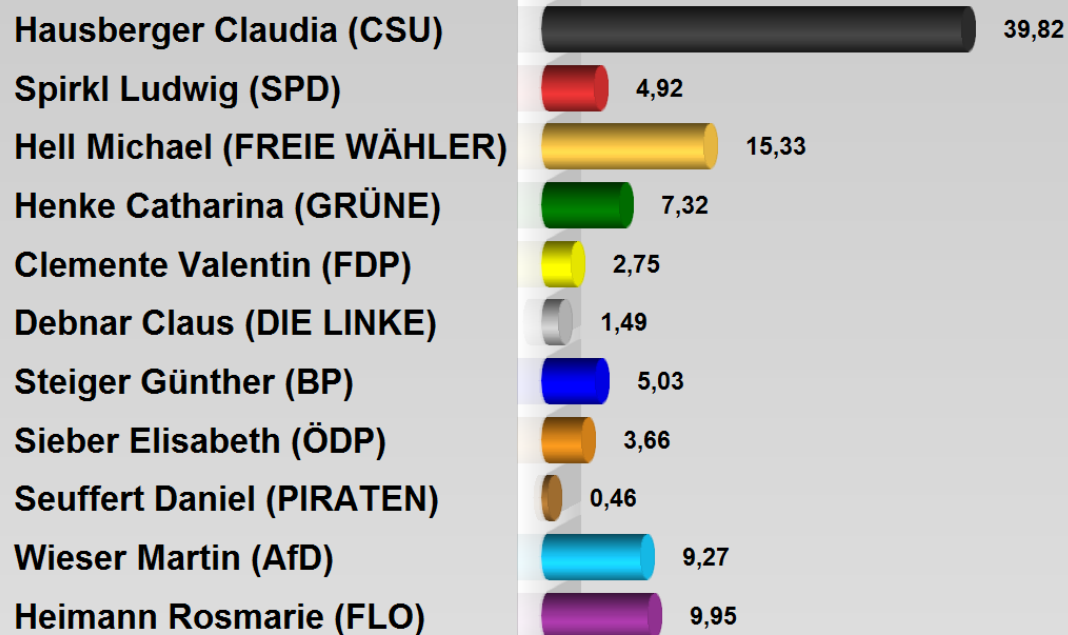 Hausberger Claudia (CSU) 39,82
Spirkl Ludwig (SPD) 4,92
Hell Michael (FREIE WÄHLER) 15,33
Henke Catharina (GRÜNE) 7,32
Clemente Valentin (FDP) 2,75
Debnar Claus (DIE LINKE) 1,49
Steiger Günther (BP) 5,03
Sieber Elisabeth (ÖDP) 3,66
Seuffert Daniel (PIRATEN) 0,46
Wieser Martin (AfD) 9,27
Heimann Rosmarie (FLO) 9,95